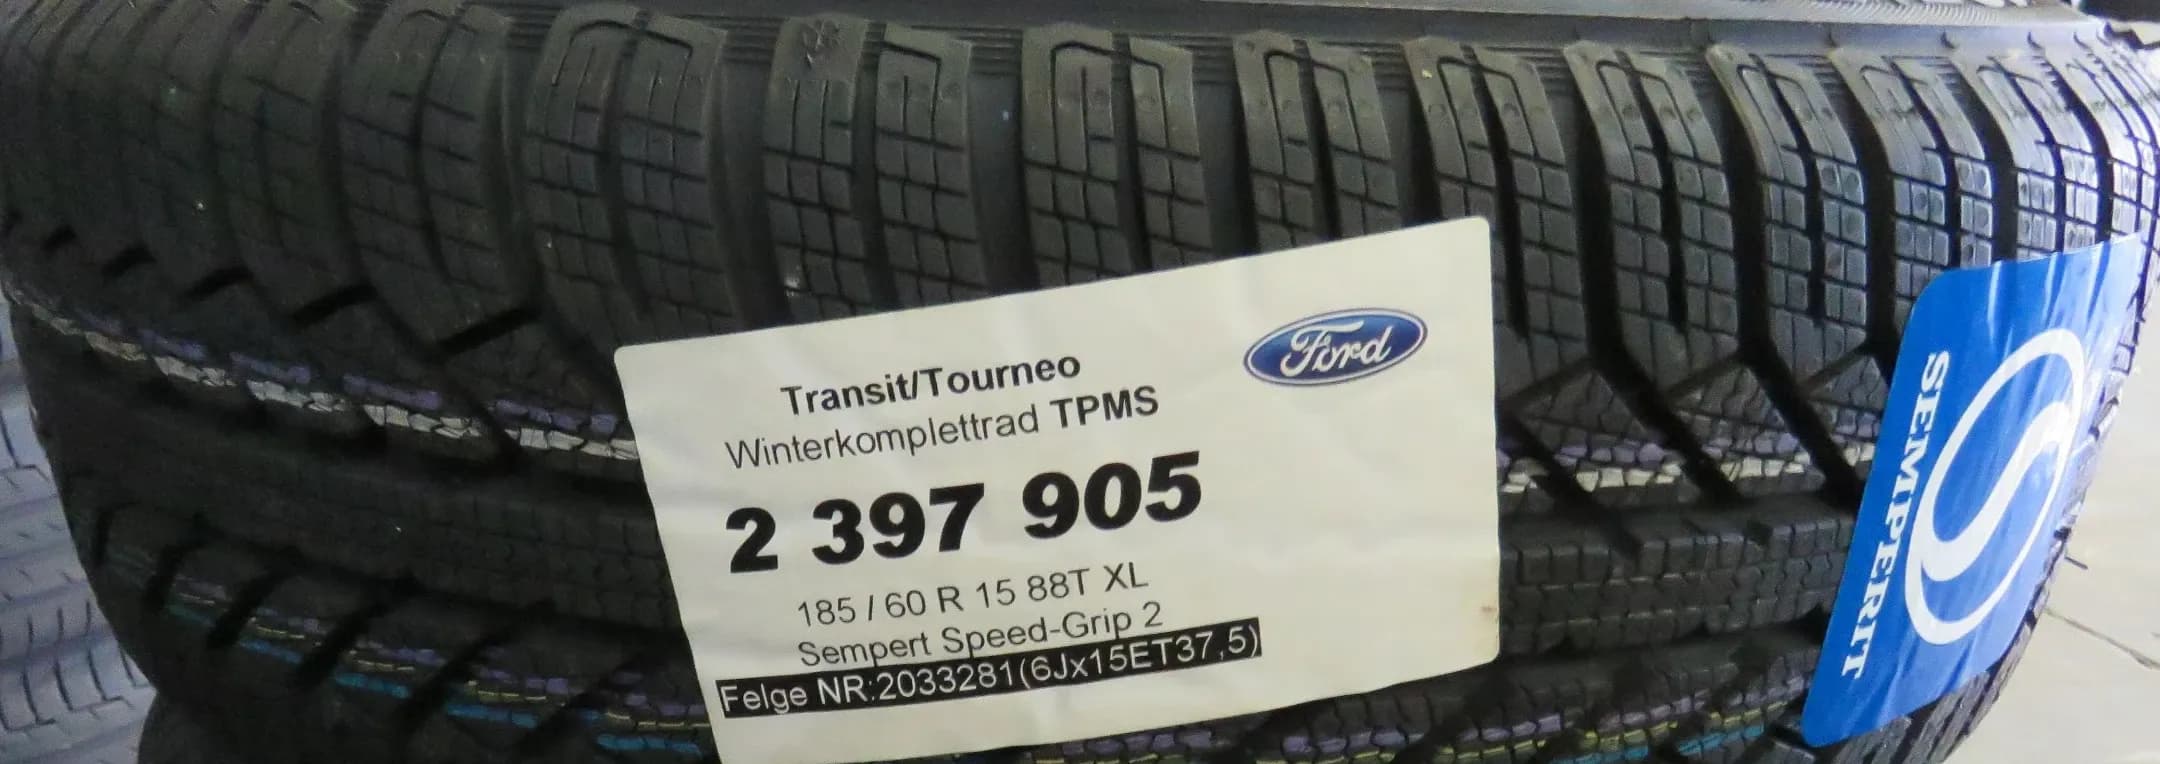 Ford
Transit/Tourneo
Winterkomplettrad TPMS
2 397 905
185 / 60 R 15 88T XL
Sempert Speed-Grip 2
Felge NR:2033281(6Jx15ET37,5)
SEMPERIT